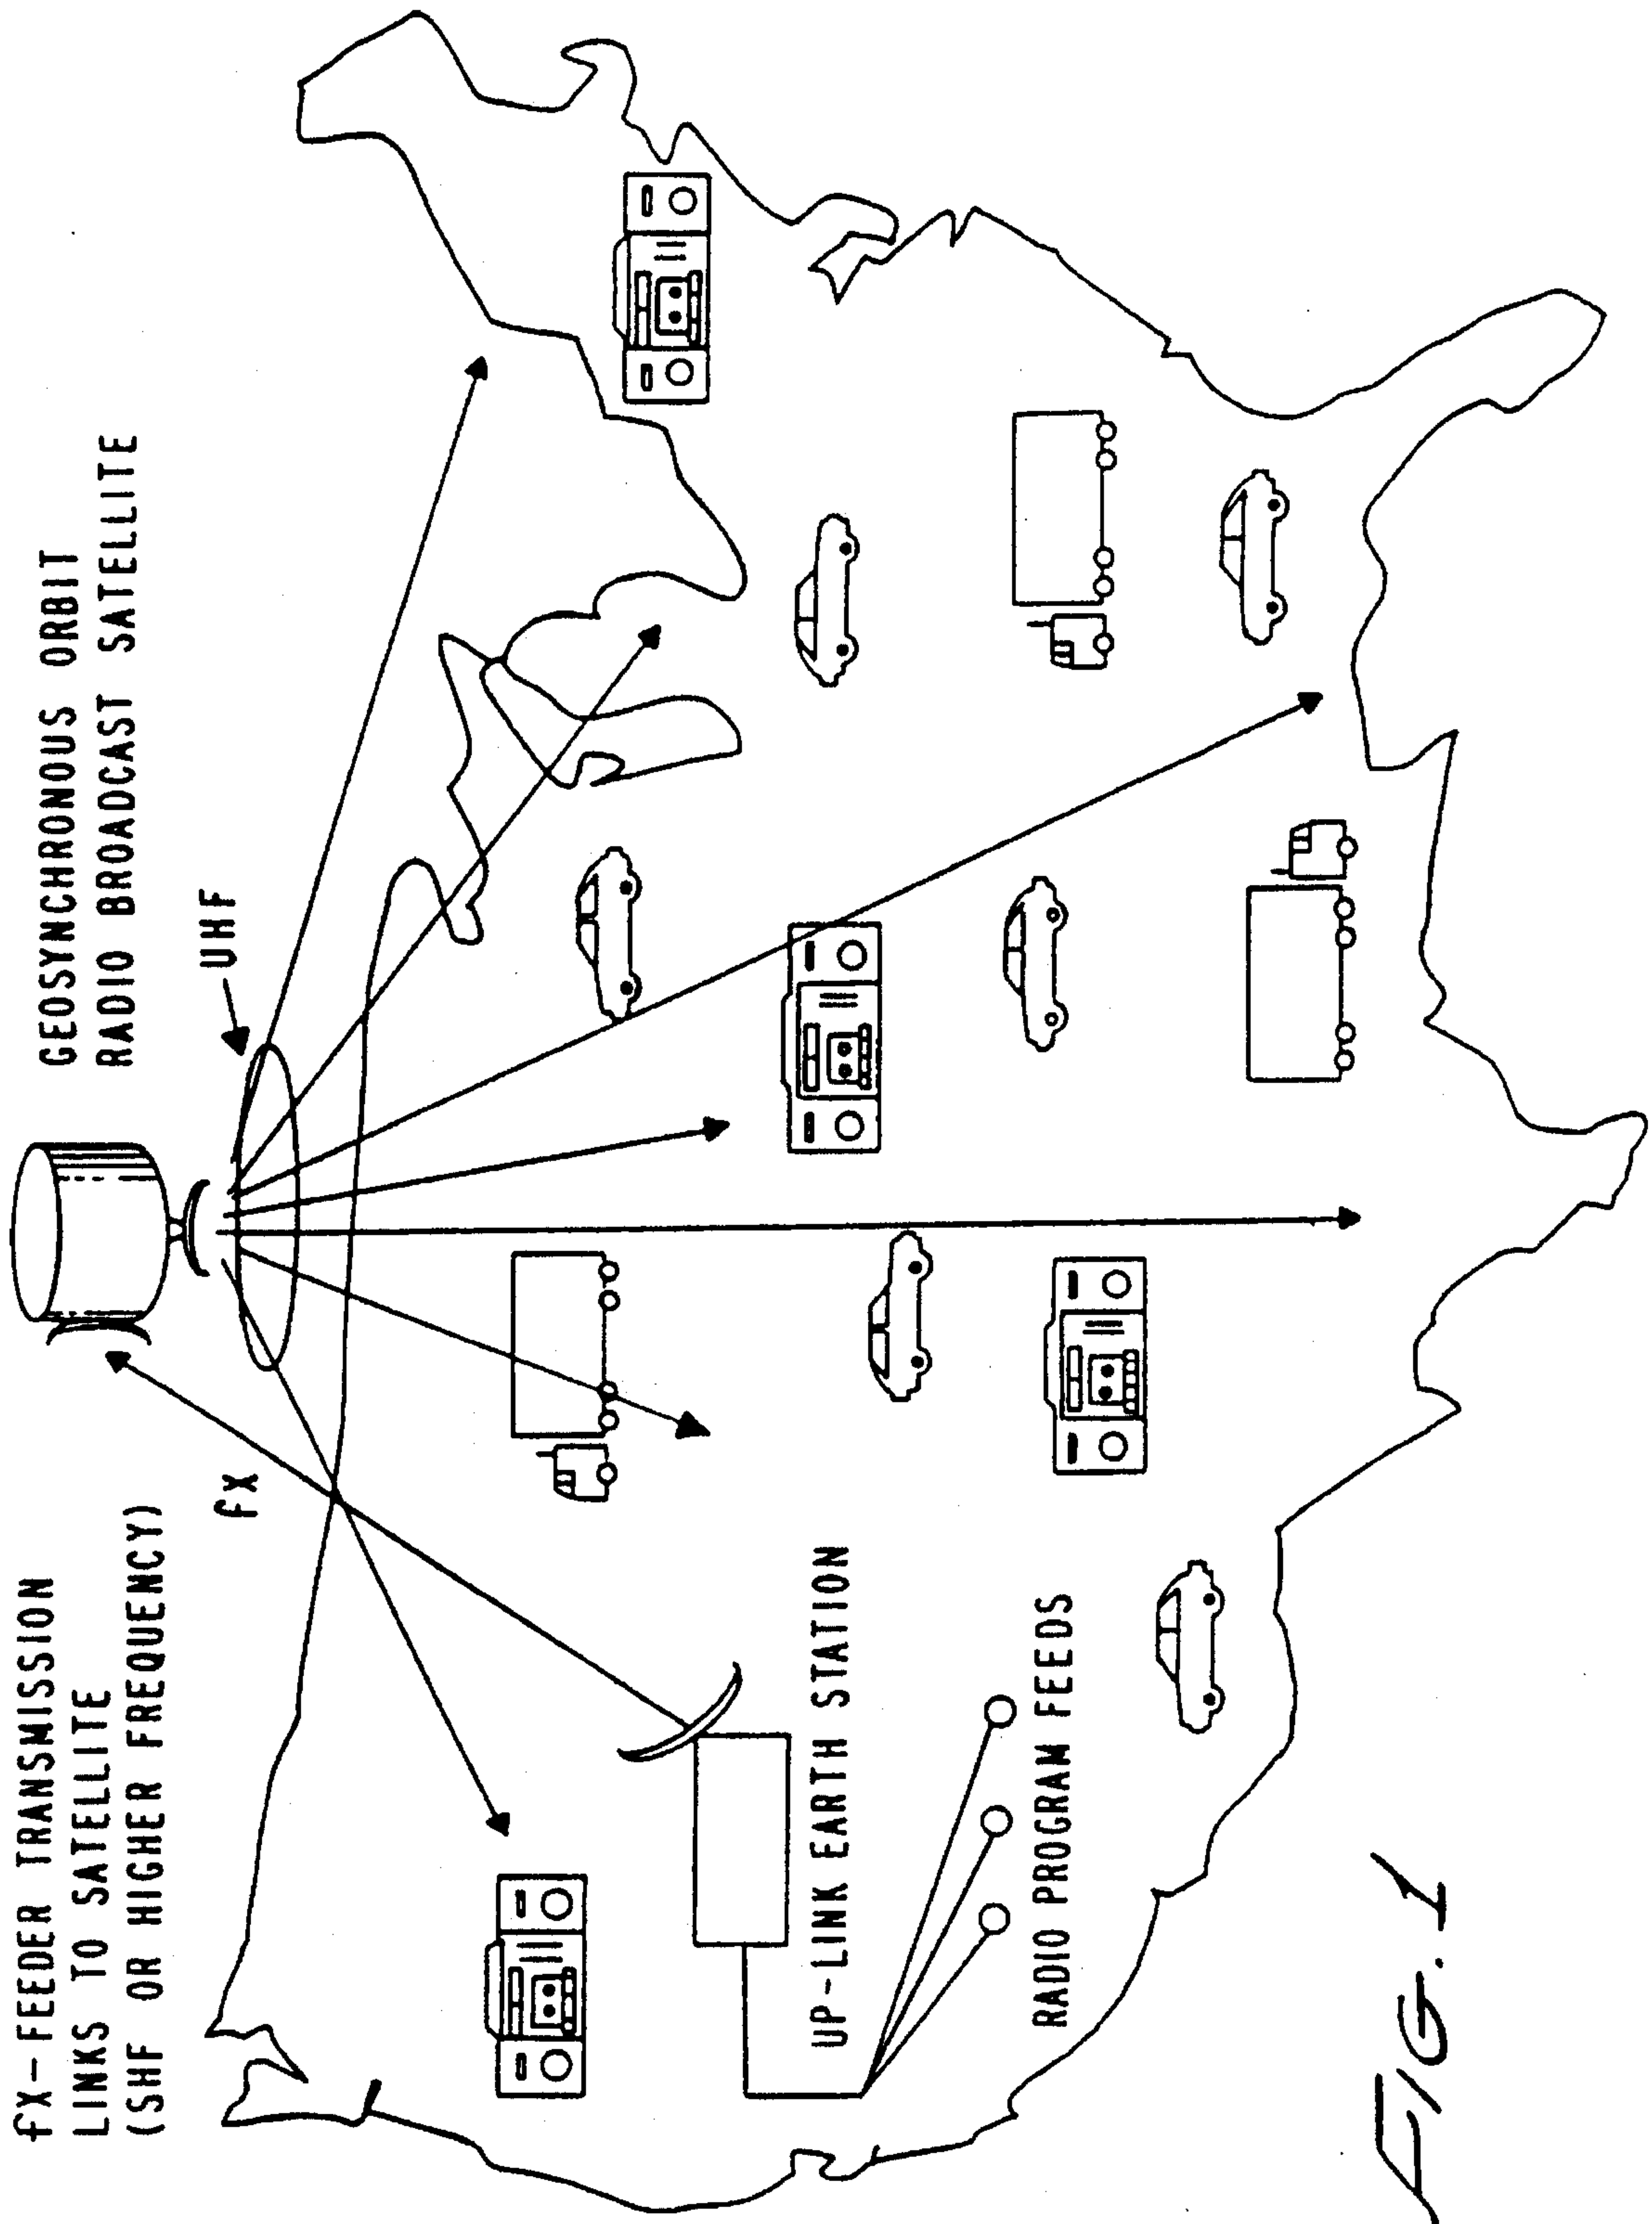 fX-FEEDER TRANSMISSION
LINKS TO SATELLITE
(SHF OR HIGHER FREQUENCY)
fX
GEOSYNCHRONOUS ORBIT
RADIO BROADCAST SATELLITE
UHF
UP-LINK EARTH STATION
RADIO PROGRAM FEEDS
FIG. 1